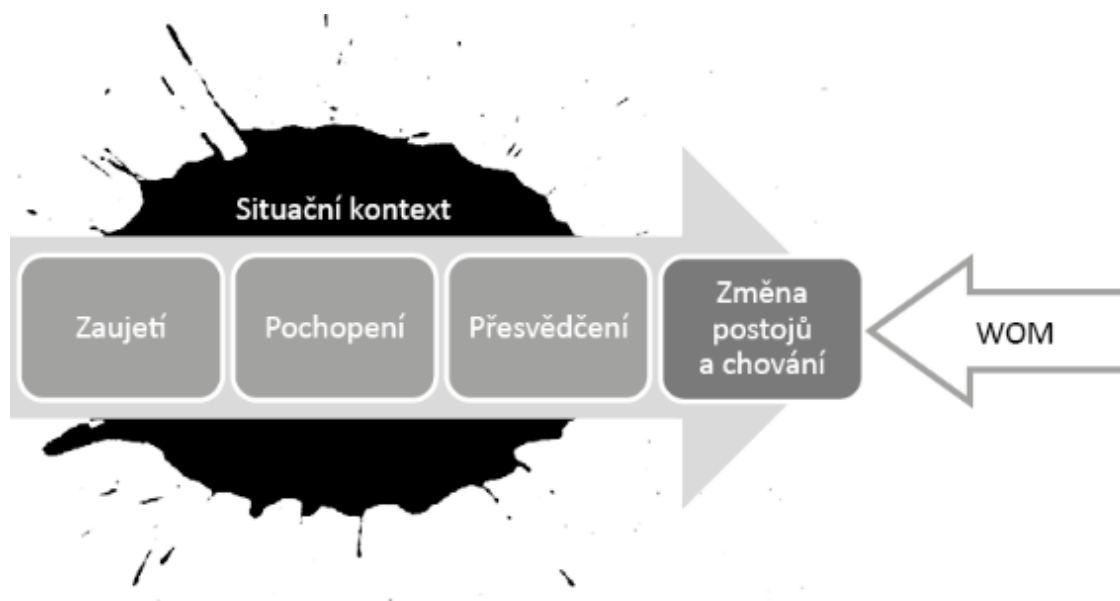 Situační kontext
Zaujetí
Pochopení
Přesvědčení
Změna
postojů
a chování
WOM